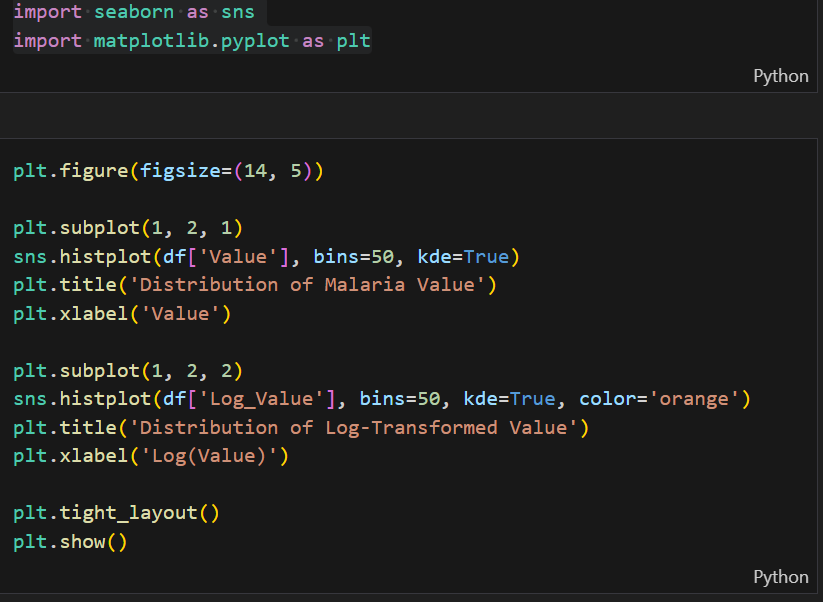 import seaborn as sns
import matplotlib.pyplot as plt
Python
plt.figure(figsize=(14, 5))
plt.subplot(1, 2, 1)
sns.histplot(df['Value'], bins=50, kde=True)
plt.title('Distribution of Malaria Value')
plt.xlabel('Value')
plt.subplot(1, 2, 2)
sns.histplot(df['Log_Value'], bins=50, kde=True, color='orange')
plt.title('Distribution of Log-Transformed Value')
plt.xlabel('Log(Value)')
plt.tight_layout()
plt.show()
Python